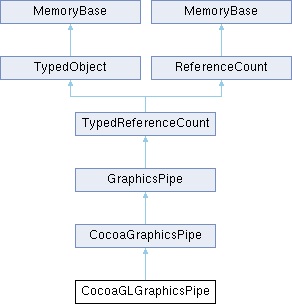 MemoryBase
MemoryBase
TypedObject
ReferenceCount
TypedReferenceCount
GraphicsPipe
CocoaGraphicsPipe
CocoaGLGraphicsPipe